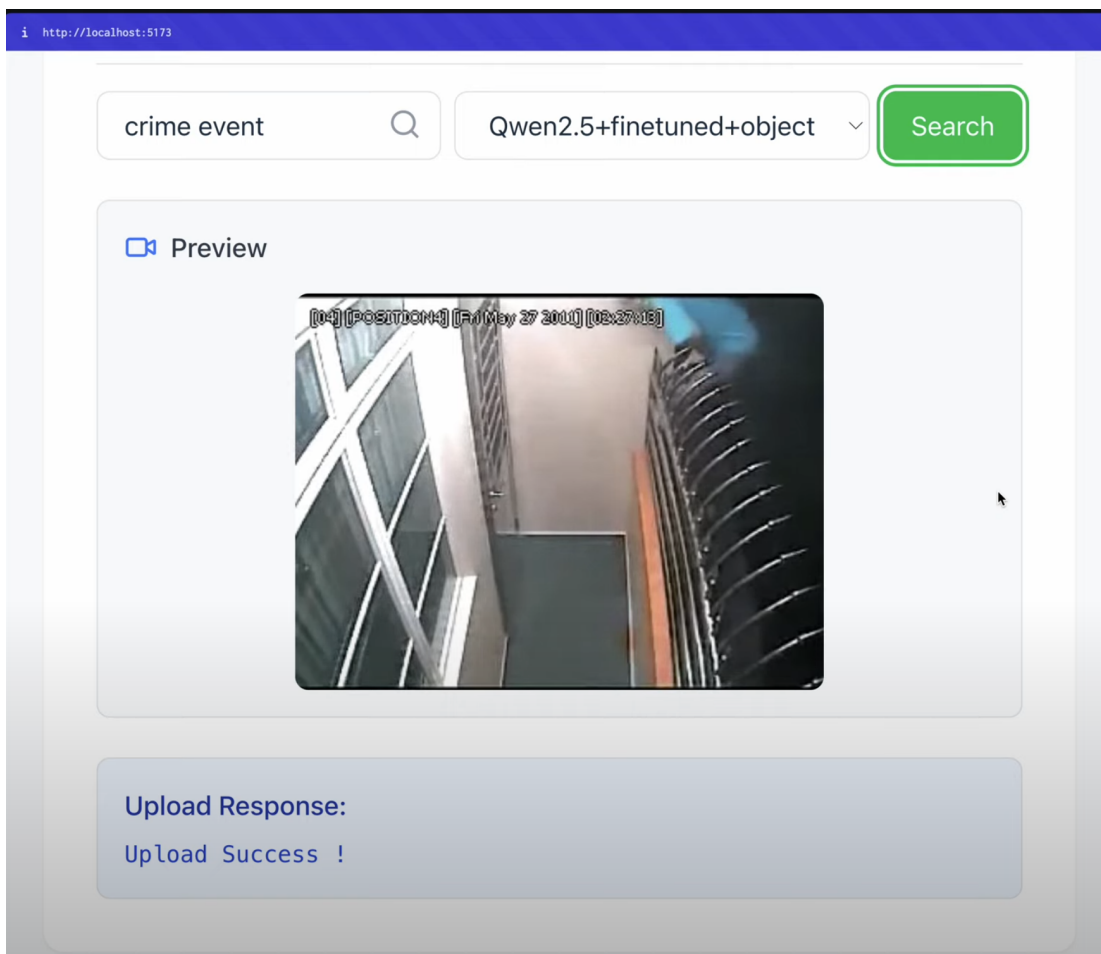 i http://localhost:5173
crime event
Qwen2.5+finetuned+object
Search
Preview
[04] [POSITION4] [Fri May 27 2011] [02:27:13]
Upload Response:
Upload Success !